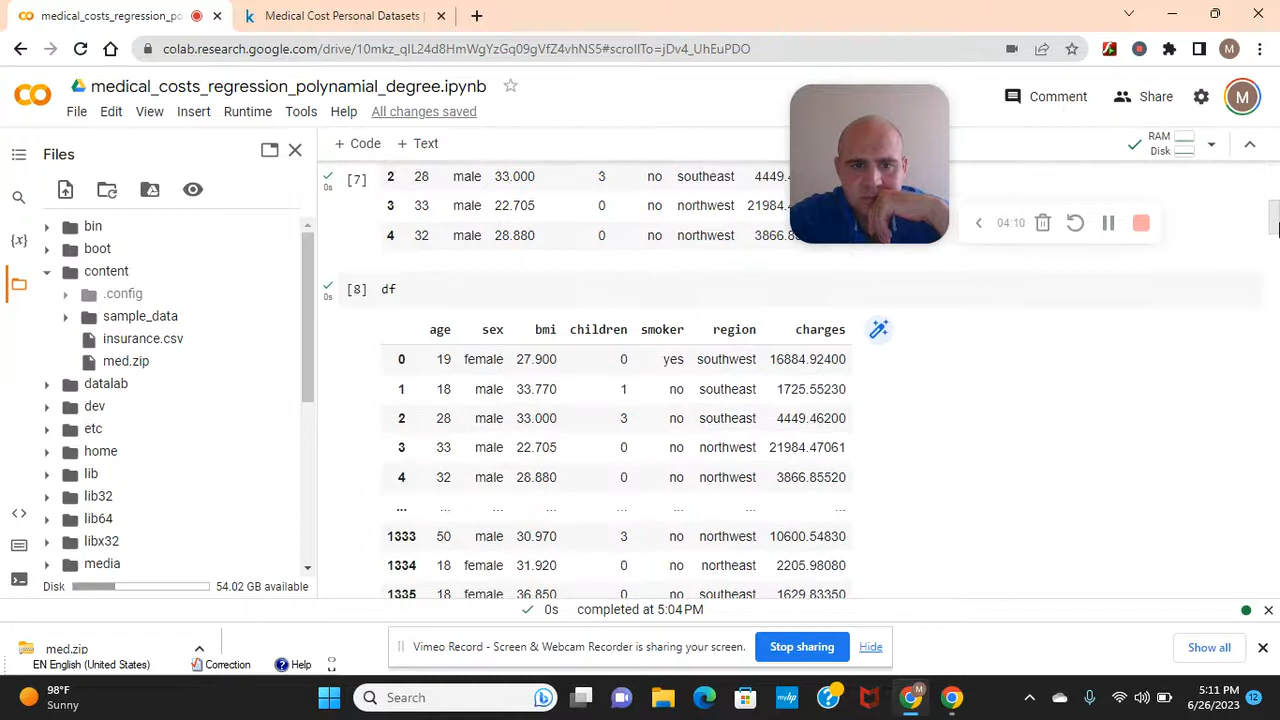 medical_costs_regression_po
Medical Cost Personal Datasets |
colab.research.google.com/drive/10mkz_qIL24d8HmWgYzGq09gVfZ4vhNS5#scrollTo=jDv4_UhEuPDO
M
medical_costs_regression_polynamial_degree.ipynb
File Edit View Insert Runtime Tools Help All changes saved
Comment Share M
Files
+ Code + Text
RAM
Disk
[7] 2 28 male 33.000 3 no southeast 4449.
3 33 male 22.705 0 no northwest 21984.
4 32 male 28.880 0 no northwest 3866.8
04:10
0s
[8] df
0s
age sex bmi children smoker region charges
0 19 female 27.900 0 yes southwest 16884.92400
1 18 male 33.770 1 no southeast 1725.55230
2 28 male 33.000 3 no southeast 4449.46200
3 33 male 22.705 0 no northwest 21984.47061
4 32 male 28.880 0 no northwest 3866.85520
... ... ... ... ... ... ... ...
1333 50 male 30.970 3 no northwest 10600.54830
1334 18 female 31.920 0 no northeast 2205.98080
1335 18 female 36.850 0 no southeast 1629.83350
bin
boot
content
.config
sample_data
insurance.csv
med.zip
datalab
dev
etc
home
lib
lib32
lib64
libx32
media
Disk 54.02 GB available
0s completed at 5:04 PM
med.zip
EN English (United States) Correction Help
Vimeo Record - Screen & Webcam Recorder is sharing your screen. Stop sharing Hide
Show all
98°F
Sunny
Search
5:11 PM
6/26/2023
12